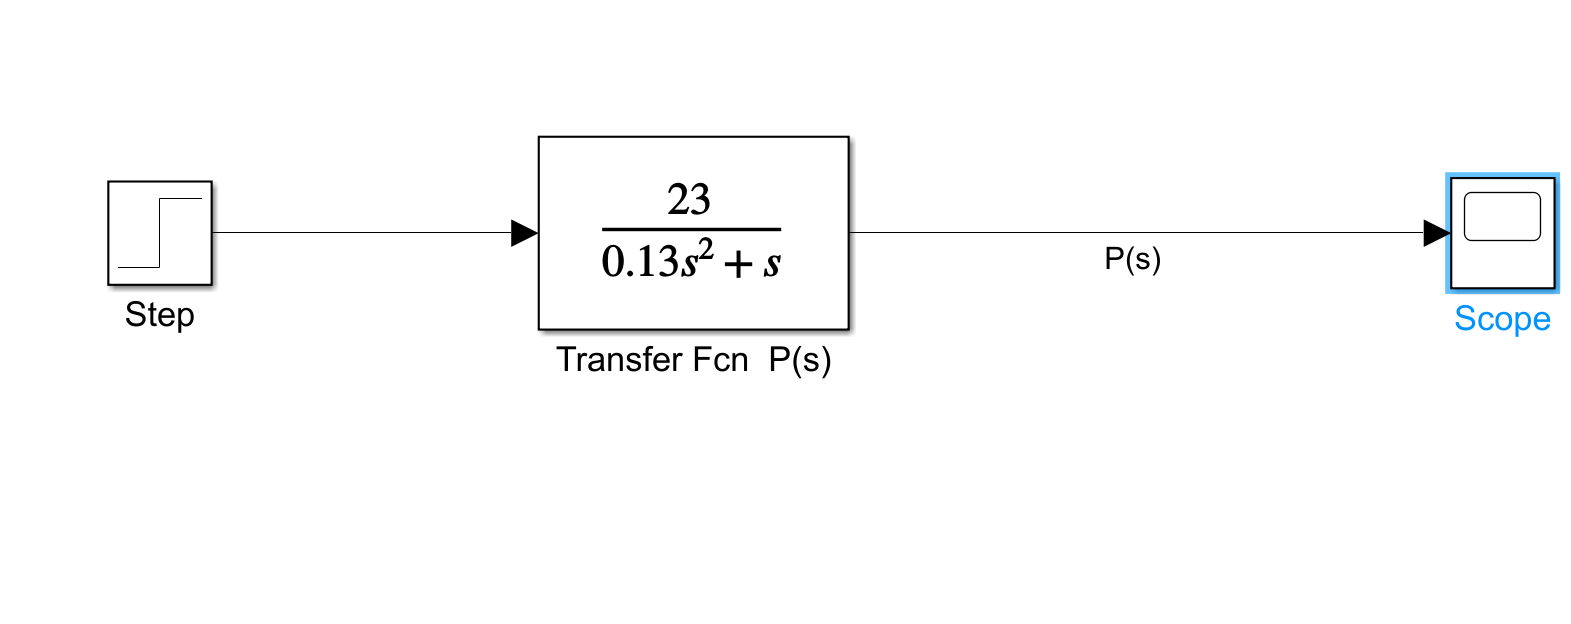 23
0.13s² + s
P(s)
Step
Scope
Transfer Fcn P(s)